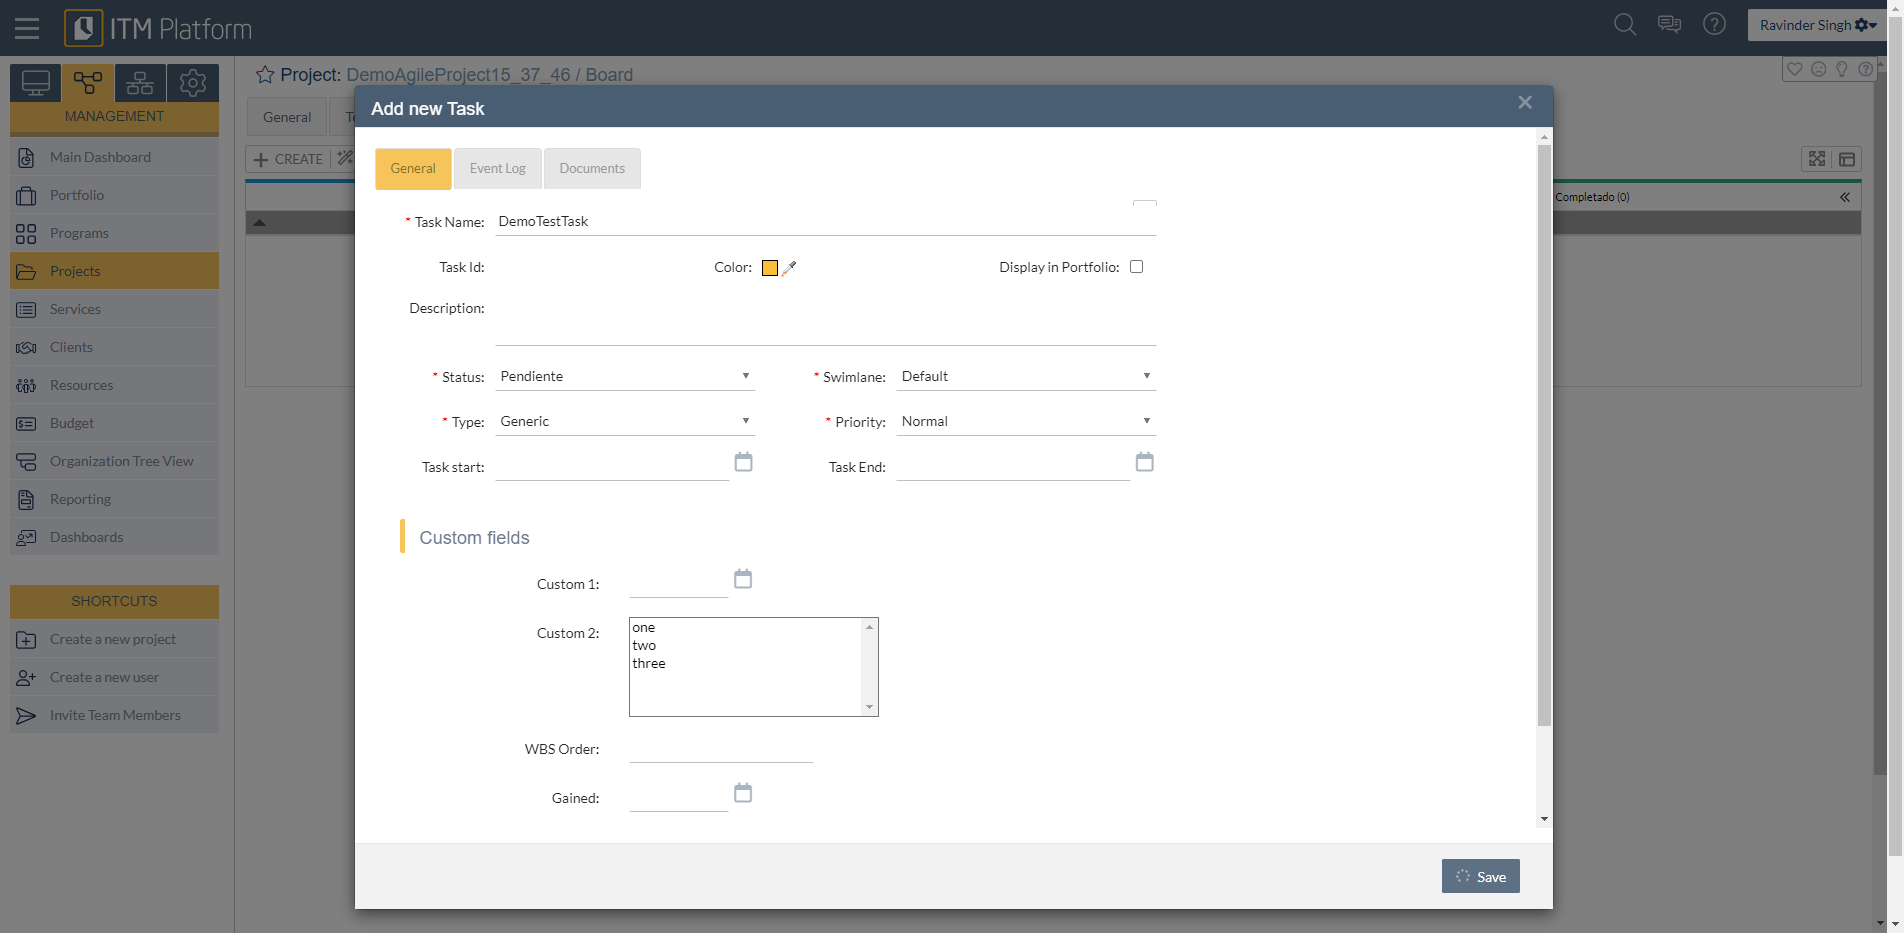 ITM Platform
Ravinder Singh
Project: DemoAgileProject15_37_46 / Board
MANAGEMENT
Main Dashboard
Portfolio
Programs
Projects
Services
Clients
Resources
Budget
Organization Tree View
Reporting
Dashboards
SHORTCUTS
Create a new project
Create a new user
Invite Team Members
General
CREATE
Completado (0)
Add new Task
General Event Log Documents
* Task Name: DemoTestTask
Task Id: Color: Display in Portfolio:
Description:
* Status: Pendiente * Swimlane: Default
* Type: Generic * Priority: Normal
Task start: Task End:
Custom fields
Custom 1:
Custom 2: one
two
three
WBS Order:
Gained:
Save